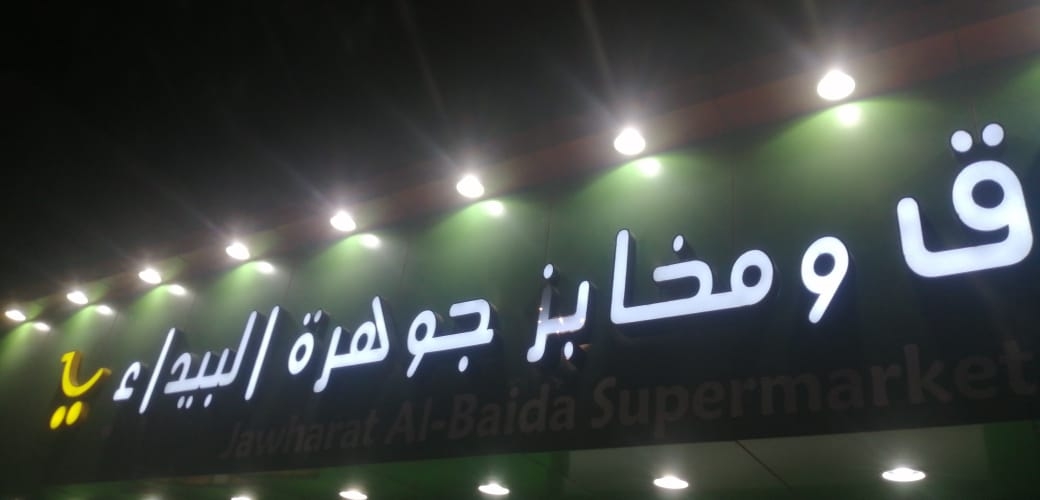 ق ومخابز جوهرة البيداء
Jawharat Al-Baida Supermarket